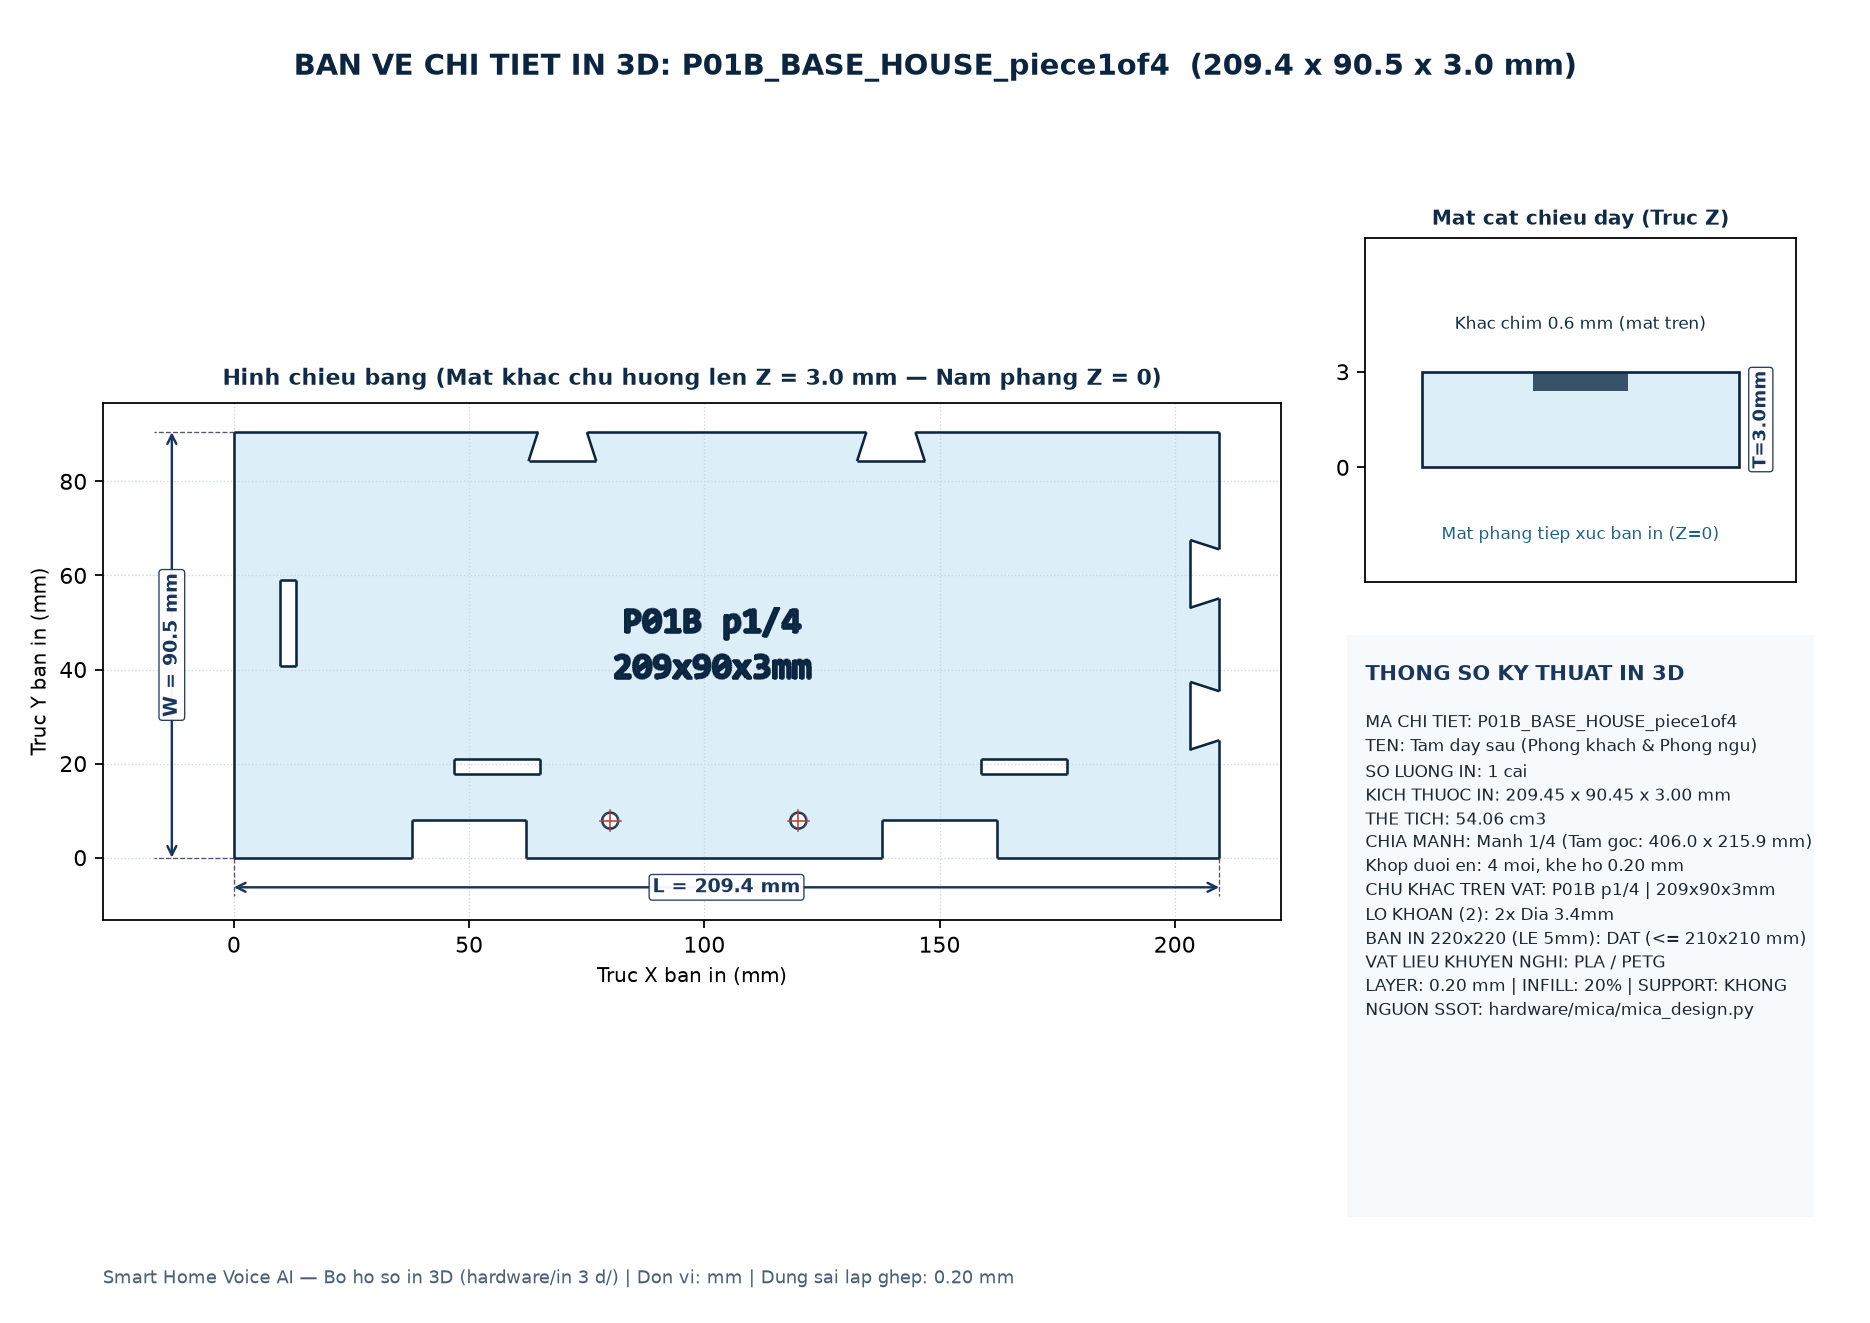 BAN VE CHI TIET IN 3D: P01B_BASE_HOUSE_piece1of4 (209.4 x 90.5 x 3.0 mm)
Hinh chieu bang (Mat khac chu huong len Z = 3.0 mm — Nam phang Z = 0)
Truc Y ban in (mm)
80
60
40
20
0
W = 90.5 mm
P01B p1/4
209x90x3mm
L = 209.4 mm
0
50
100
150
200
Truc X ban in (mm)
Mat cat chieu day (Truc Z)
Khac chim 0.6 mm (mat tren)
3
0
T=3.0mm
Mat phang tiep xuc ban in (Z=0)
THONG SO KY THUAT IN 3D
MA CHI TIET: P01B_BASE_HOUSE_piece1of4
TEN: Tam day sau (Phong khach & Phong ngu)
SO LUONG IN: 1 cai
KICH THUOC IN: 209.45 x 90.45 x 3.00 mm
THE TICH: 54.06 cm3
CHIA MANH: Manh 1/4 (Tam goc: 406.0 x 215.9 mm)
Khop duoi en: 4 moi, khe ho 0.20 mm
CHU KHAC TREN VAT: P01B p1/4 | 209x90x3mm
LO KHOAN (2): 2x Dia 3.4mm
BAN IN 220x220 (LE 5mm): DAT (<= 210x210 mm)
VAT LIEU KHUYEN NGHI: PLA / PETG
LAYER: 0.20 mm | INFILL: 20% | SUPPORT: KHONG
NGUON SSOT: hardware/mica/mica_design.py
Smart Home Voice AI — Bo ho so in 3D (hardware/in 3 d/) | Don vi: mm | Dung sai lap ghep: 0.20 mm